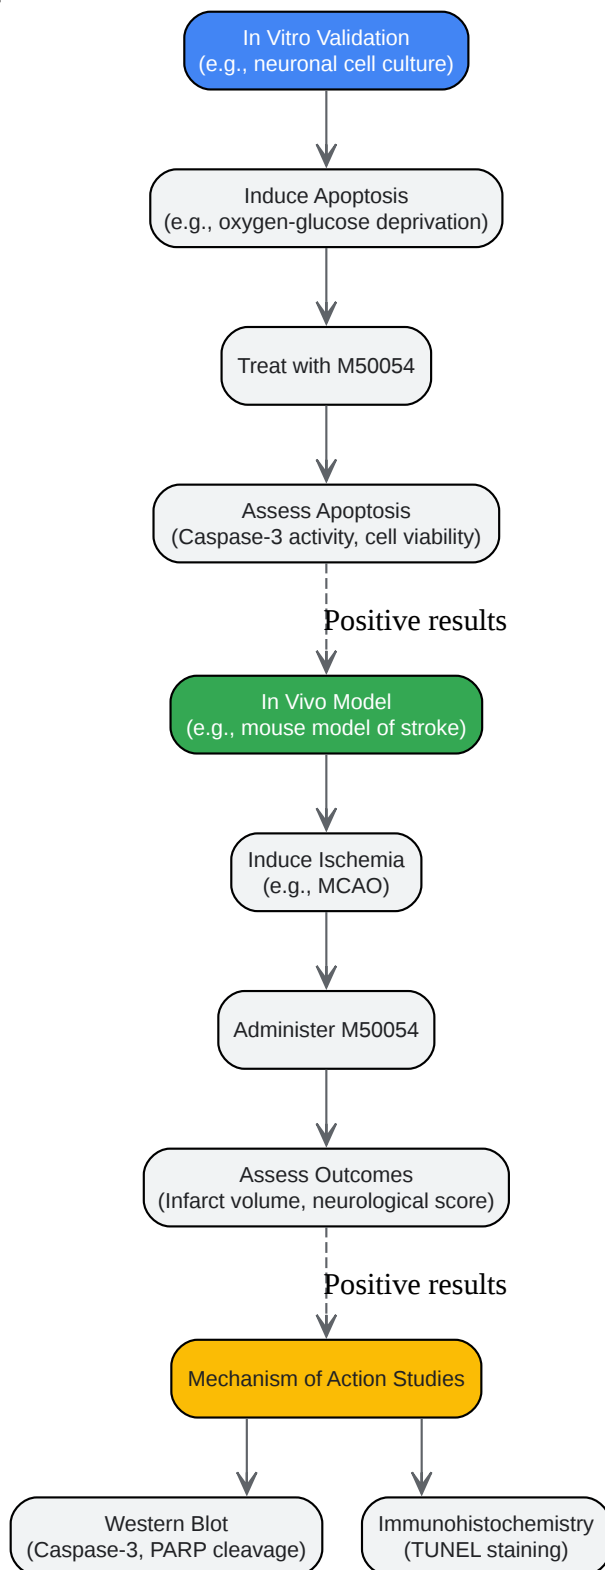 In Vitro Validation
(e.g., neuronal cell culture)
Induce Apoptosis
(e.g., oxygen-glucose deprivation)
Treat with M50054
Assess Apoptosis
(Caspase-3 activity, cell viability)
Positive results
In Vivo Model
(e.g., mouse model of stroke)
Induce Ischemia
(e.g., MCAO)
Administer M50054
Assess Outcomes
(Infarct volume, neurological score)
Positive results
Mechanism of Action Studies
Western Blot
(Caspase-3, PARP cleavage)
Immunohistochemistry
(TUNEL staining)